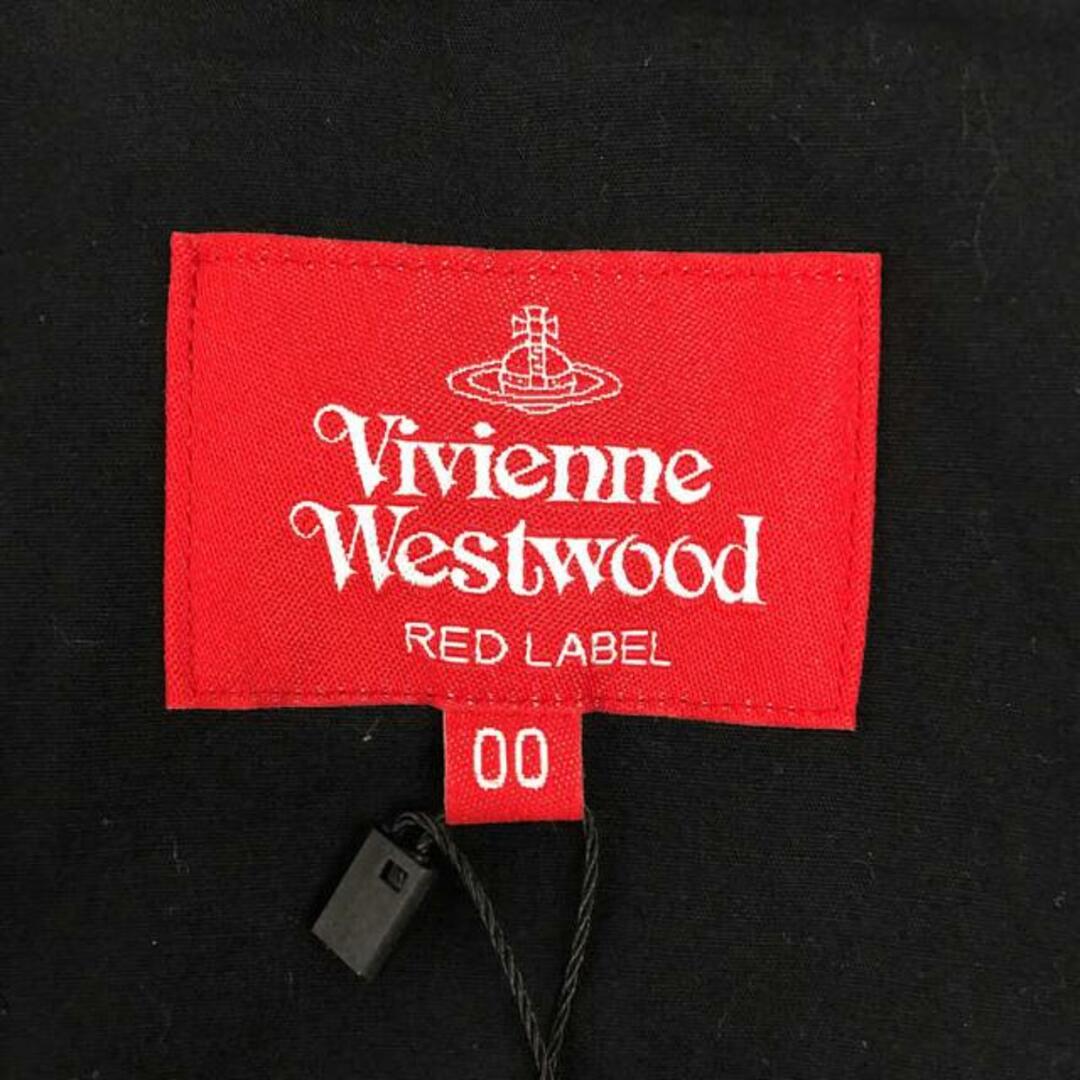 Vivienne
Westwood
RED LABEL
00